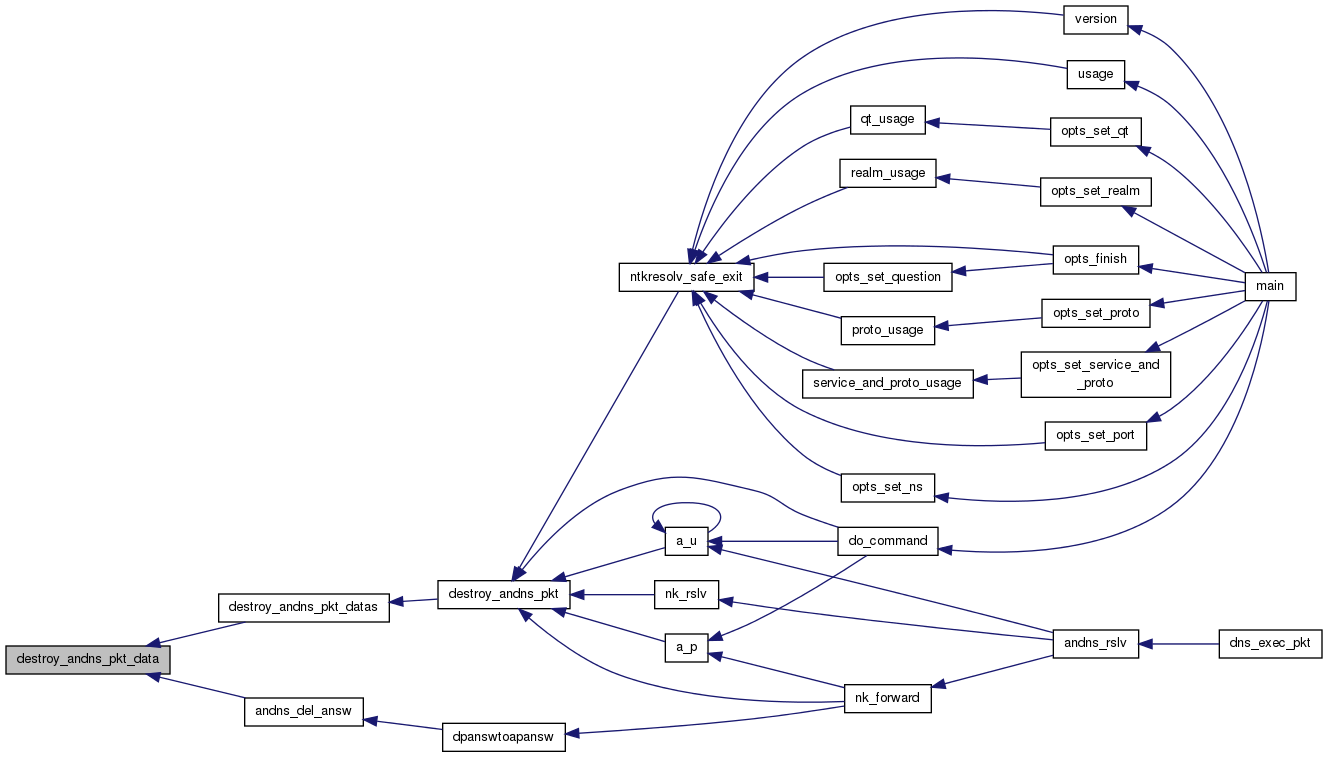 version
usage
qt_usage
opts_set_qt
realm_usage
opts_set_realm
opts_finish
ntkresolv_safe_exit
opts_set_question
main
opts_set_proto
proto_usage
opts_set_service_and
_proto
service_and_proto_usage
opts_set_port
opts_set_ns
a_u
do_command
destroy_andns_pkt
nk_rslv
destroy_andns_pkt_datas
a_p
andns_rslv
dns_exec_pkt
destroy_andns_pkt_data
nk_forward
andns_del_answ
dpanswtoapansw